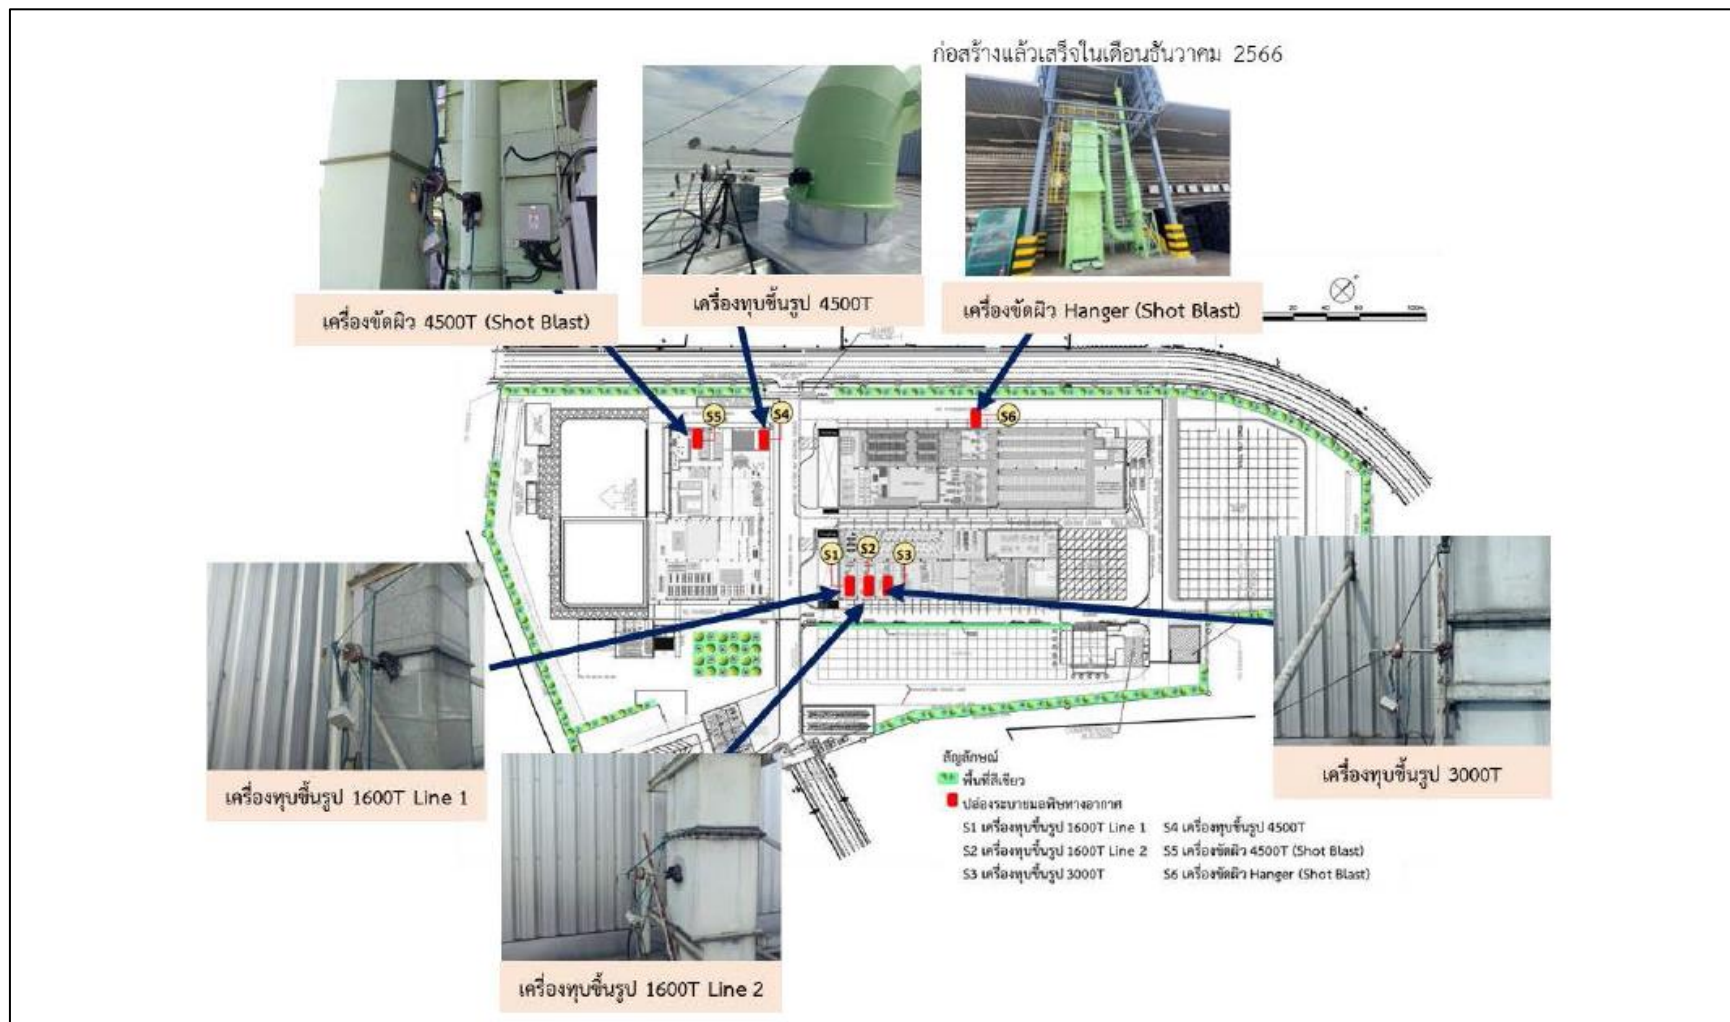 ก่อสร้างแล้วเสร็จในเดือนธันวาคม 2566
เครื่องขัดผิว 4500T (Shot Blast)
เครื่องทุบขึ้นรูป 4500T
เครื่องขัดผิว Hanger (Shot Blast)
20 40 60 100m
S5
S4
S6
S1
S2
S3
เครื่องทุบขึ้นรูป 1600T Line 1
เครื่องทุบขึ้นรูป 3000T
เครื่องทุบขึ้นรูป 1600T Line 2
สัญลักษณ์
พื้นที่สีเขียว
ปล่องระบายมลพิษทางอากาศ
S1 เครื่องทุบขึ้นรูป 1600T Line 1
S2 เครื่องทุบขึ้นรูป 1600T Line 2
S3 เครื่องทุบขึ้นรูป 3000T
S4 เครื่องทุบขึ้นรูป 4500T
S5 เครื่องขัดผิว 4500T (Shot Blast)
S6 เครื่องขัดผิว Hanger (Shot Blast)